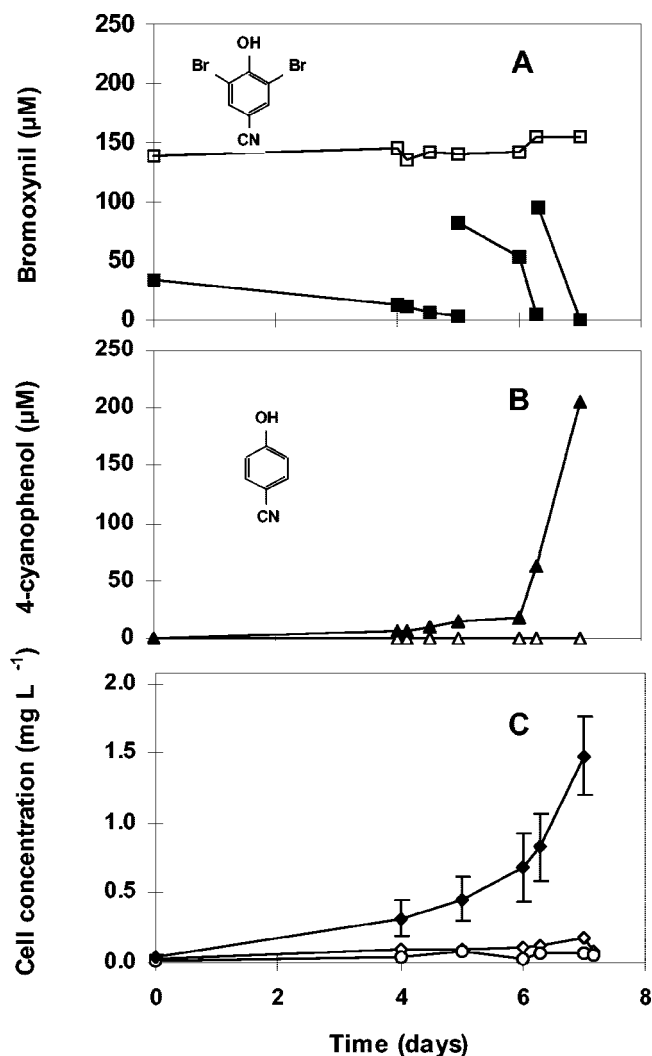 A
OH
Br Br
CN
Bromoxynil (µM)
250
200
150
100
50
0
B
OH
CN
4-cyanophenol (µM)
250
200
150
100
50
0
C
Cell concentration (mg L ⁻¹)
2.0
1.5
1.0
0.5
0.0
0 2 4 6 8
Time (days)